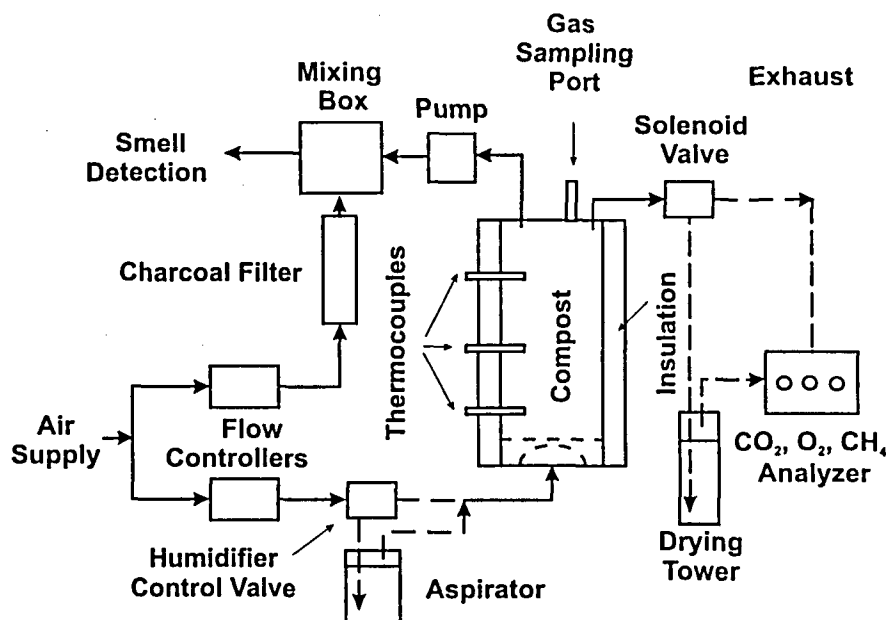 Gas
Sampling
Port
Exhaust
Mixing
Box
Pump
Solenoid
Valve
Smell
Detection
Charcoal Filter
Thermocouples
Compost
Insulation
Air
Supply
Flow
Controllers
CO₂, O₂, CH₄
Analyzer
Humidifier
Control Valve
Aspirator
Drying
Tower